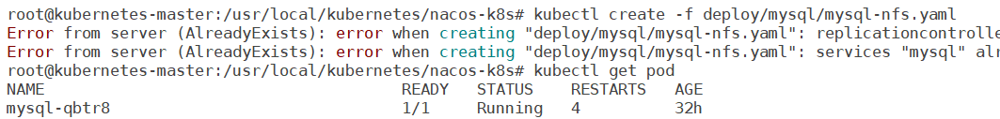 root@kubernetes-master:/usr/local/kubernetes/nacos-k8s# kubectl create -f deploy/mysql/mysql-nfs.yaml
Error from server (AlreadyExists): error when creating "deploy/mysql/mysql-nfs.yaml": replicationcontrolle
Error from server (AlreadyExists): error when creating "deploy/mysql/mysql-nfs.yaml": services "mysql" alr
root@kubernetes-master:/usr/local/kubernetes/nacos-k8s# kubectl get pod
NAME READY STATUS RESTARTS AGE
mysql-qbtr8 1/1 Running 4 32h